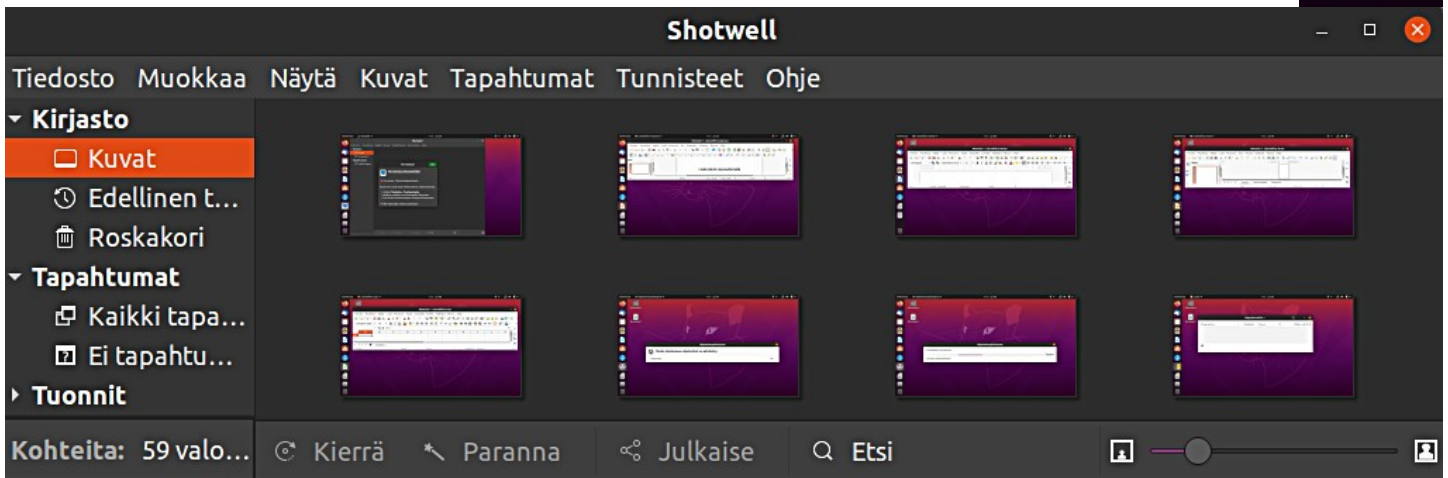 Shotwell
Tiedosto Muokkaa Näytä Kuvat Tapahtumat Tunnisteet Ohje
Kirjasto
Kuvat
Edellinen t...
Roskakori
Tapahtumat
Kaikki tapa...
Ei tapahtu...
Tuonnit
Kohteita: 59 valo... Kierrä Paranna Julkaise Etsi